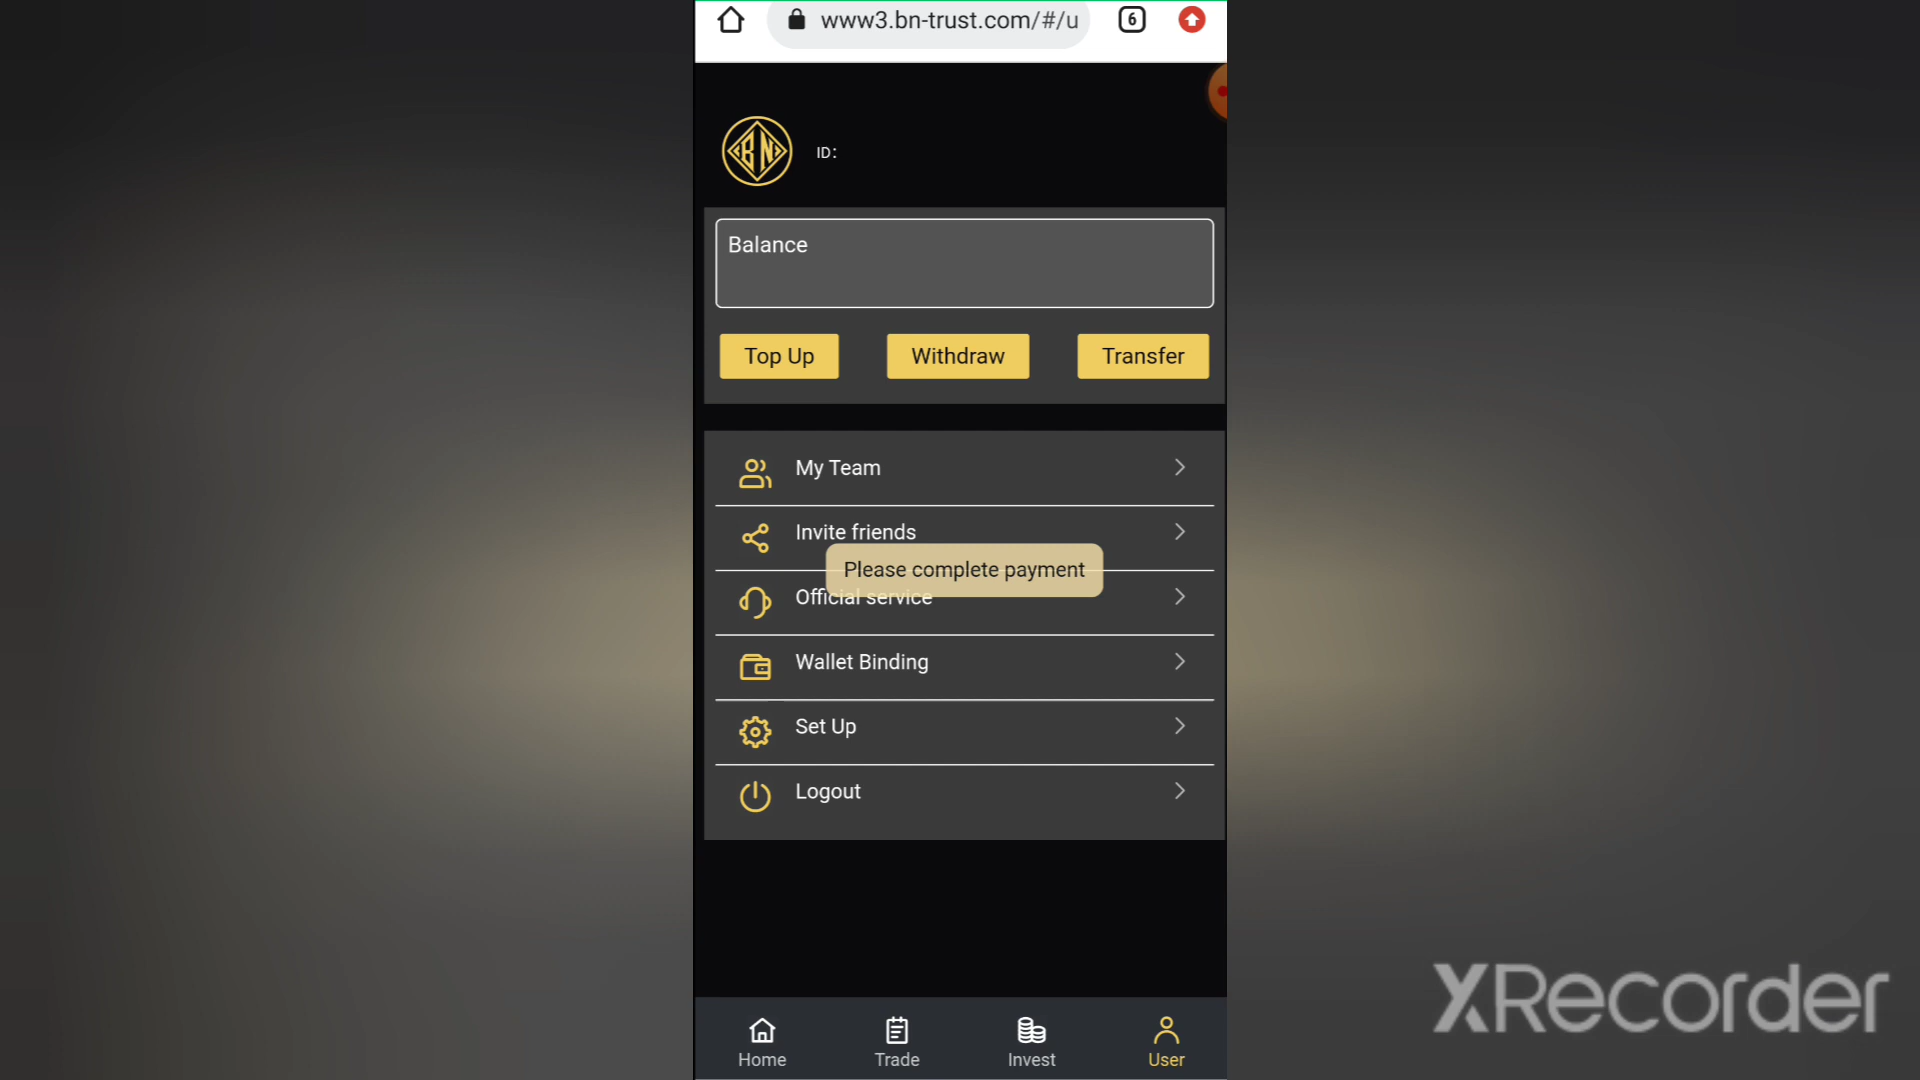 www3.bn-trust.com/#/u
6
BN
ID:
Balance
Top Up
Withdraw
Transfer
My Team
Invite friends
Please complete payment
Official service
Wallet Binding
Set Up
Logout
Home
Trade
Invest
User
XRecorder